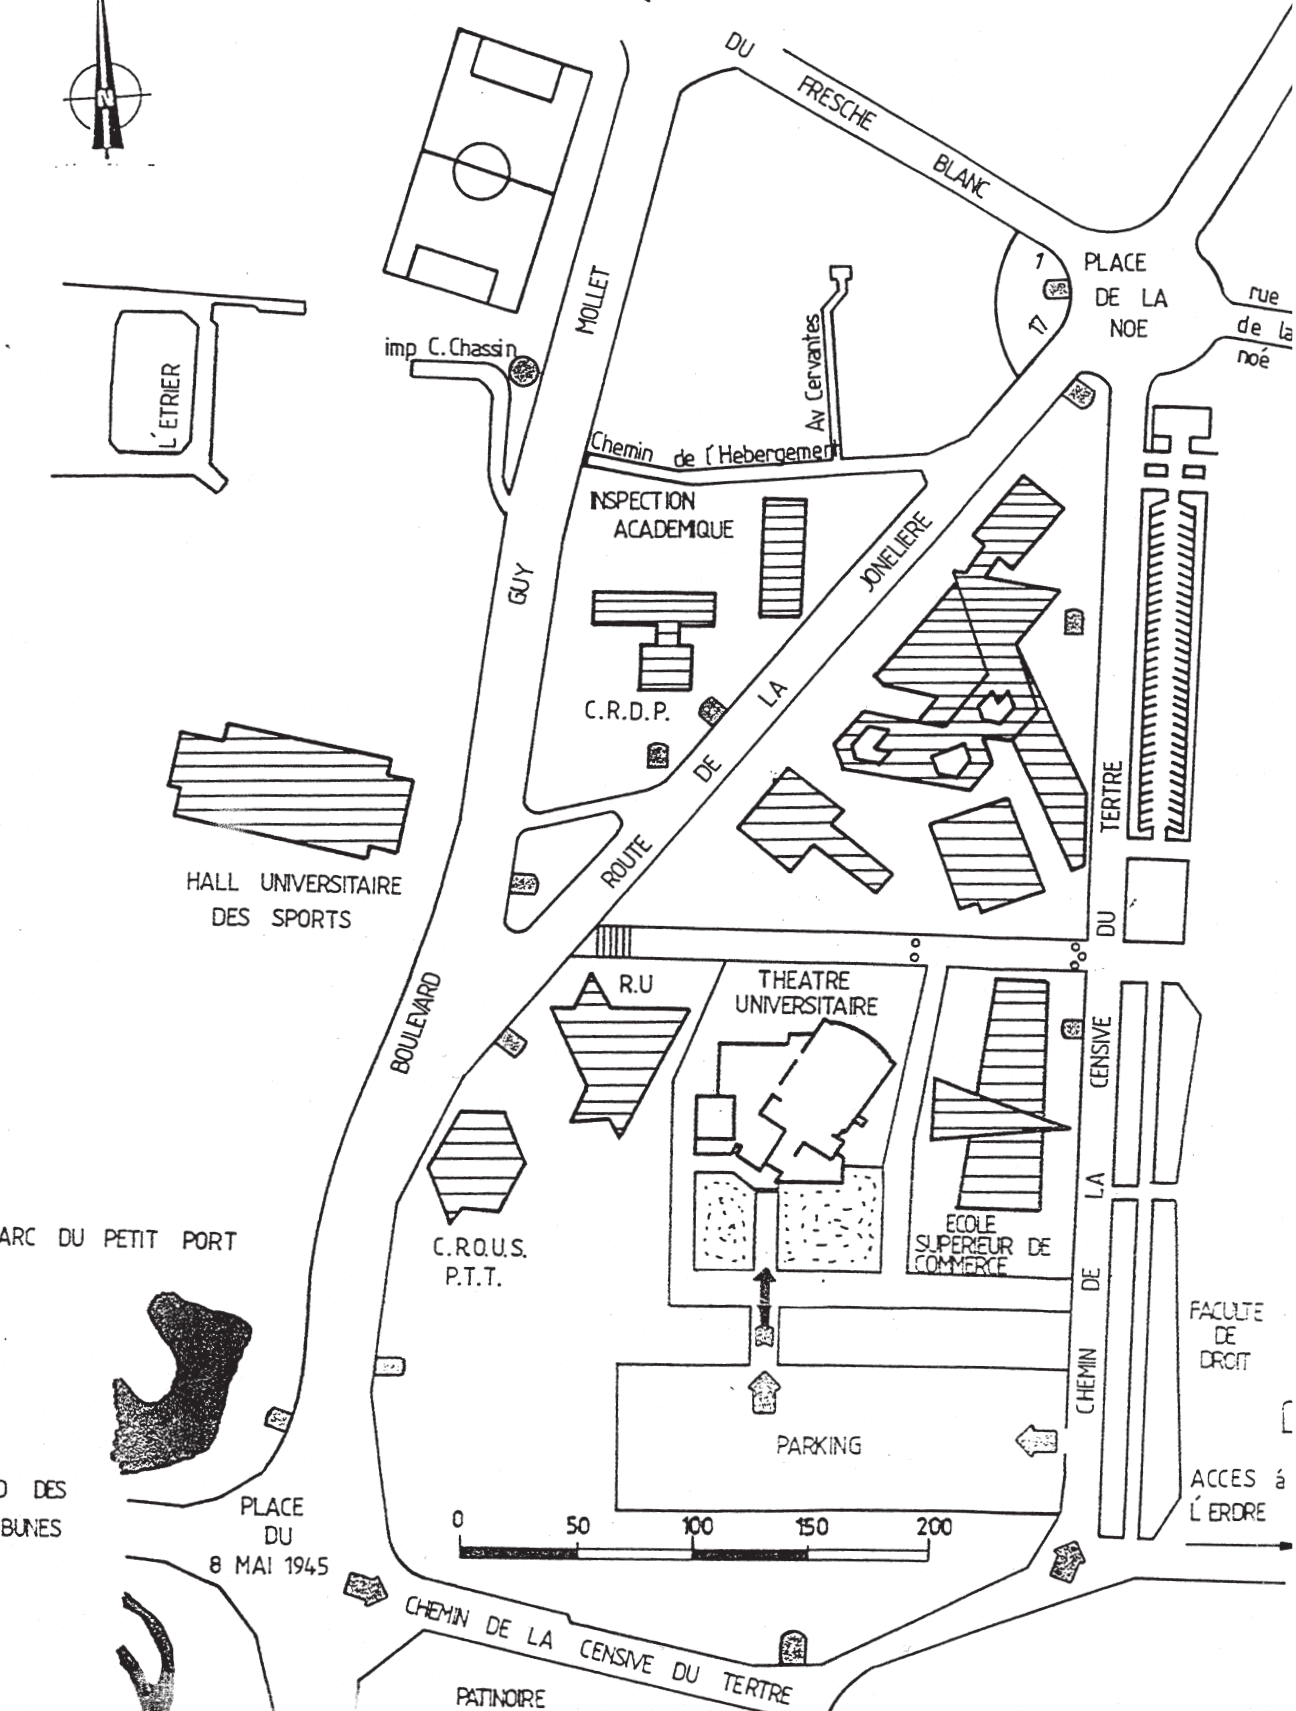 N
DU FRESCHE BLANC
1
17
PLACE
DE LA
NOE
rue
de la
noé
MOLLET
imp C. Chassin
L'ETRIER
Av Cervantes
Chemin de l'Hebergement
INSPECTION
ACADEMIQUE
GUY
JONELIERE
C.R.D.P.
LA
DE
ROUTE
TERTRE
HALL UNIVERSITAIRE
DES SPORTS
DU
R.U
THEATRE
UNIVERSITAIRE
BOULEVARD
CENSIVE
LA
ARC DU PETIT PORT
C.R.O.U.S.
P.T.T.
ECOLE
SUPERIEUR DE
COMMERCE
DE
FACULTE
DE
DROIT
CHEMIN
PARKING
ACCES á
L'ERDRE
D DES
BUNES
PLACE
DU
8 MAI 1945
0 50 100 150 200
CHEMIN DE LA CENSIVE DU TERTRE
PATINOIRE